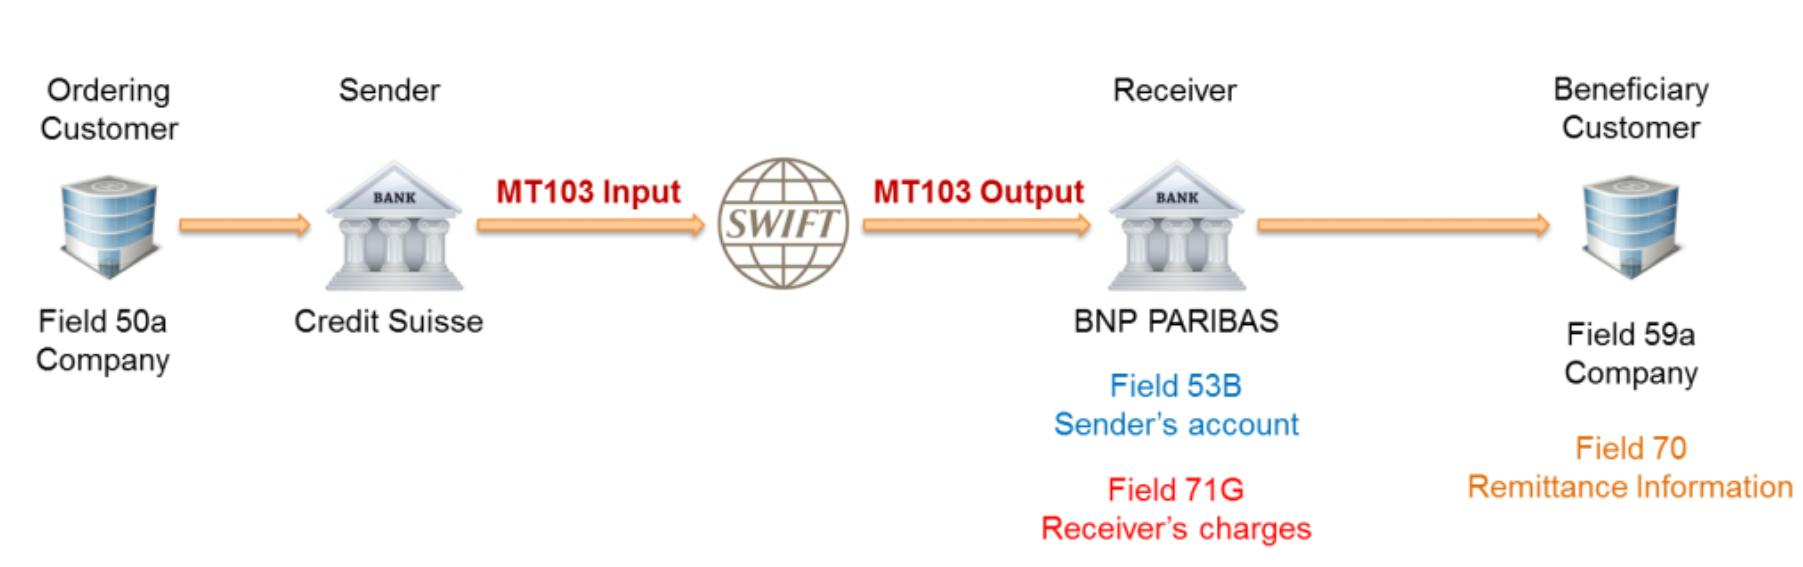 Ordering
Customer
Sender
Receiver
Beneficiary
Customer
BANK
MT103 Input
SWIFT
MT103 Output
BANK
Field 50a
Company
Credit Suisse
BNP PARIBAS
Field 59a
Company
Field 53B
Sender’s account
Field 70
Remittance Information
Field 71G
Receiver’s charges